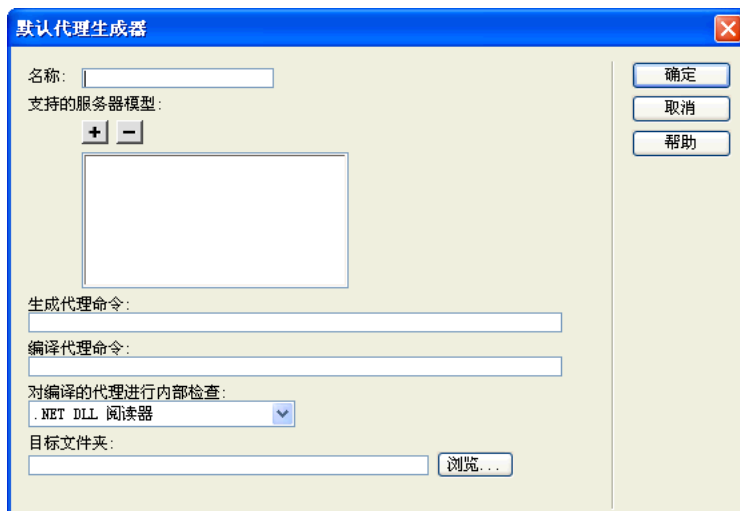 默认代理生成器
名称:
确定
支持的服务器模型:
取消
帮助
生成代理命令:
编译代理命令:
对编译的代理进行内部检查:
.NET DLL 阅读器
目标文件夹:
浏览...